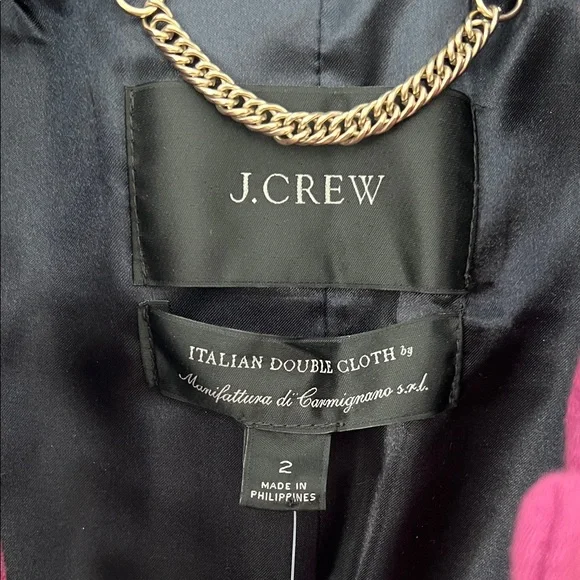 J.CREW
ITALIAN DOUBLE CLOTH by
Manifattura di Carmignano s.r.l.
2
MADE IN
PHILIPPINES